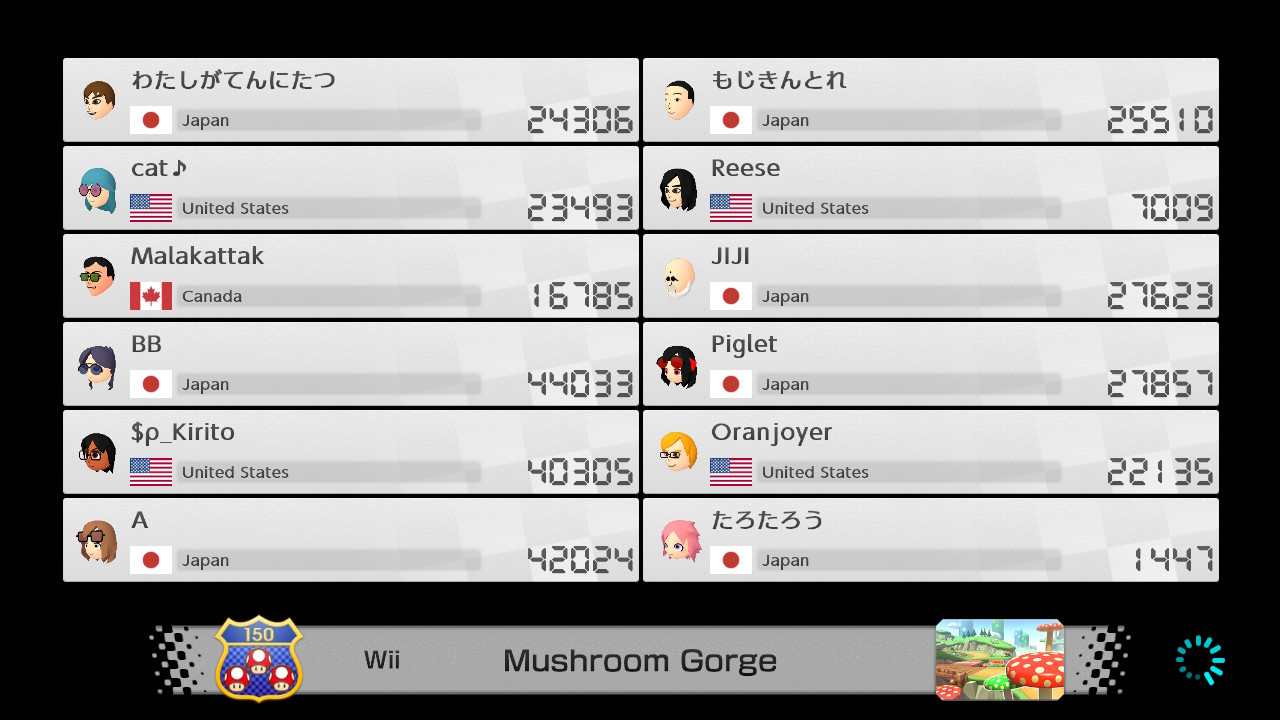 わたしがてんにたつ
Japan 24306
もじきんとれ
Japan 25510
cat♪
United States 23493
Reese
United States 7009
Malakattak
Canada 16785
JIJI
Japan 27623
BB
Japan 44033
Piglet
Japan 27857
$ρ_Kirito
United States 40305
Oranjoyer
United States 22135
A
Japan 42024
たろたろう
Japan 1447
150
Wii Mushroom Gorge